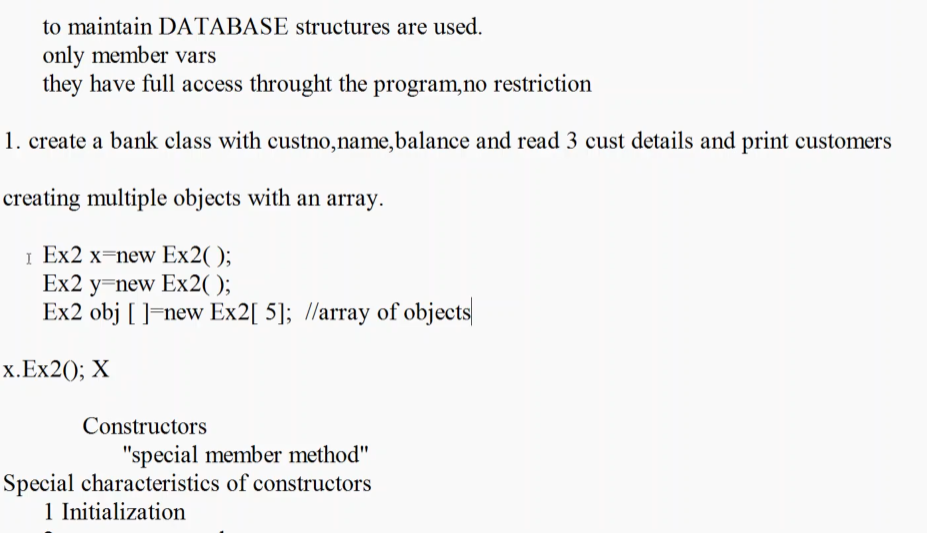 to maintain DATABASE structures are used.
only member vars
they have full access throught the program,no restriction
1. create a bank class with custno,name,balance and read 3 cust details and print customers
creating multiple objects with an array.
Ex2 x=new Ex2( );
Ex2 y=new Ex2( );
Ex2 obj [ ]=new Ex2[ 5]; //array of objects
x.Ex2(); X
Constructors
"special member method"
Special characteristics of constructors
1 Initialization